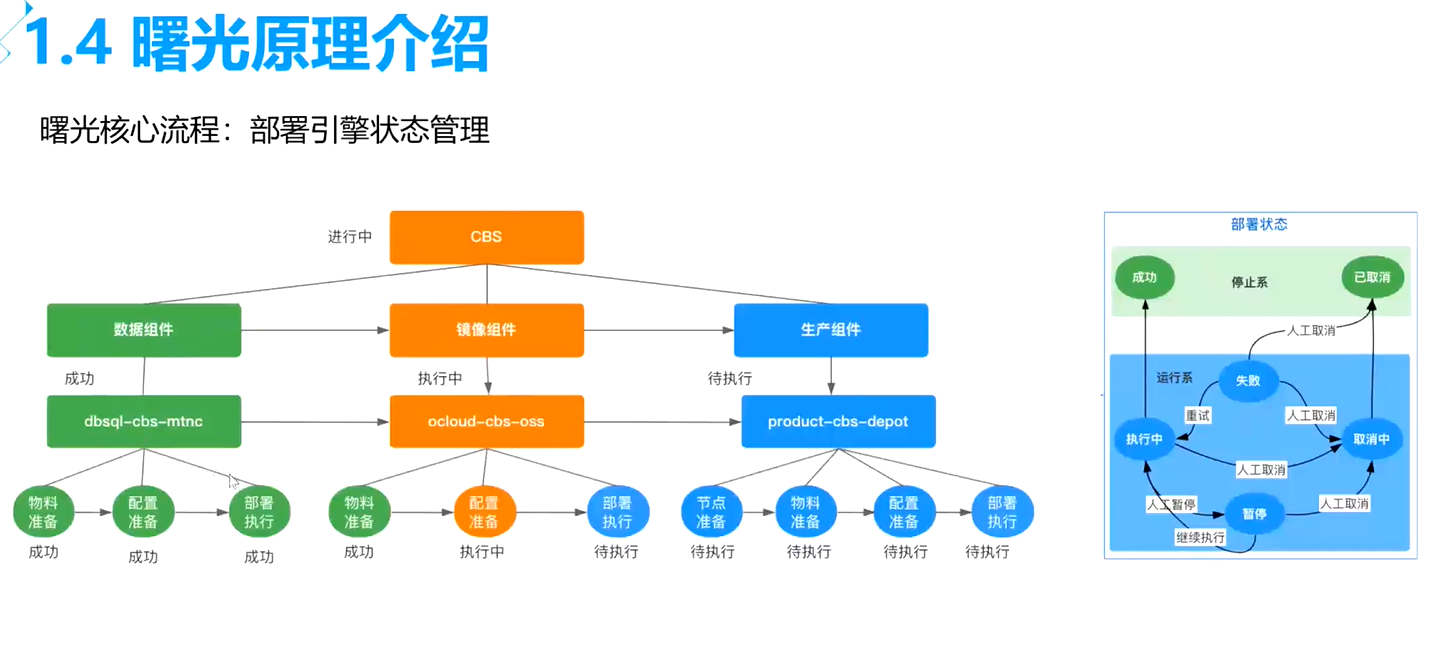 1.4 曙光原理介绍
曙光核心流程：部署引擎状态管理
进行中
CBS
数据组件
镜像组件
生产组件
成功
执行中
待执行
dbsql-cbs-mtnc
ocloud-cbs-oss
product-cbs-depot
物料
准备
配置
准备
部署
执行
物料
准备
配置
准备
部署
执行
节点
准备
物料
准备
配置
准备
部署
执行
成功
成功
成功
成功
执行中
待执行
待执行
待执行
待执行
待执行
部署状态
成功
停止系
已取消
人工取消
运行系
失败
重试
人工取消
执行中
取消中
人工取消
人工暂停
暂停
人工取消
继续执行